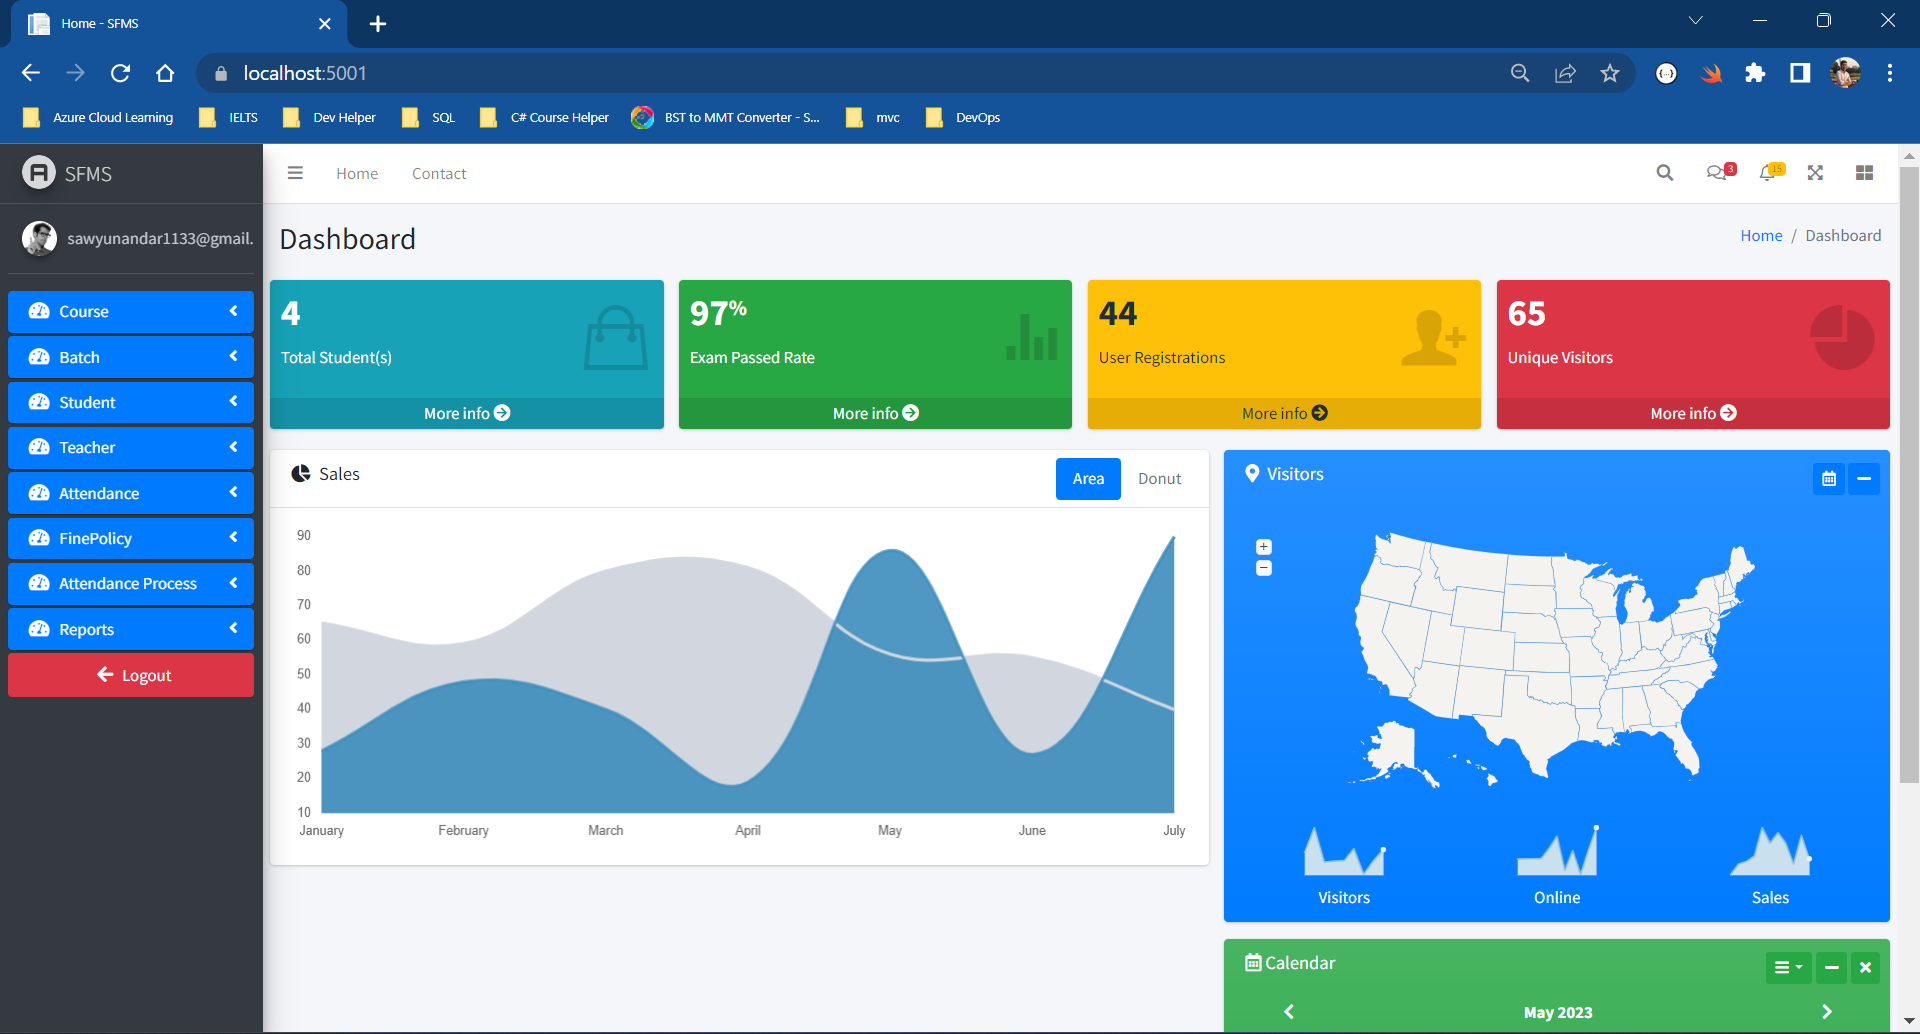 Home - SFMS
localhost:5001
Azure Cloud Learning
IELTS
Dev Helper
SQL
C# Course Helper
BST to MMT Converter - S...
mvc
DevOps
SFMS
Home
Contact
3
15
sawyunandar1133@gmail.
Dashboard
Home / Dashboard
Course
Batch
Student
Teacher
Attendance
FinePolicy
Attendance Process
Reports
Logout
4
Total Student(s)
More info
97%
Exam Passed Rate
More info
44
User Registrations
More info
65
Unique Visitors
More info
Sales
Area
Donut
90
80
70
60
50
40
30
20
10
January
February
March
April
May
June
July
Visitors
+
−
Visitors
Online
Sales
Calendar
May 2023